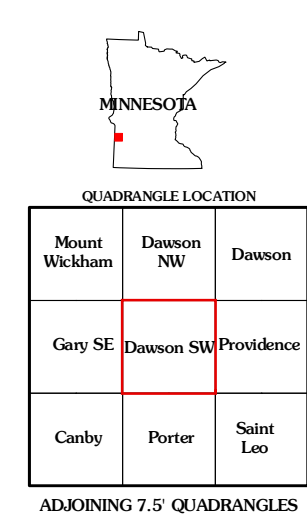 MINNESOTA
QUADRANGLE LOCATION
Mount
Wickham
Dawson
NW
Dawson
Gary SE
Dawson SW
Providence
Canby
Porter
Saint
Leo
ADJOINING 7.5' QUADRANGLES